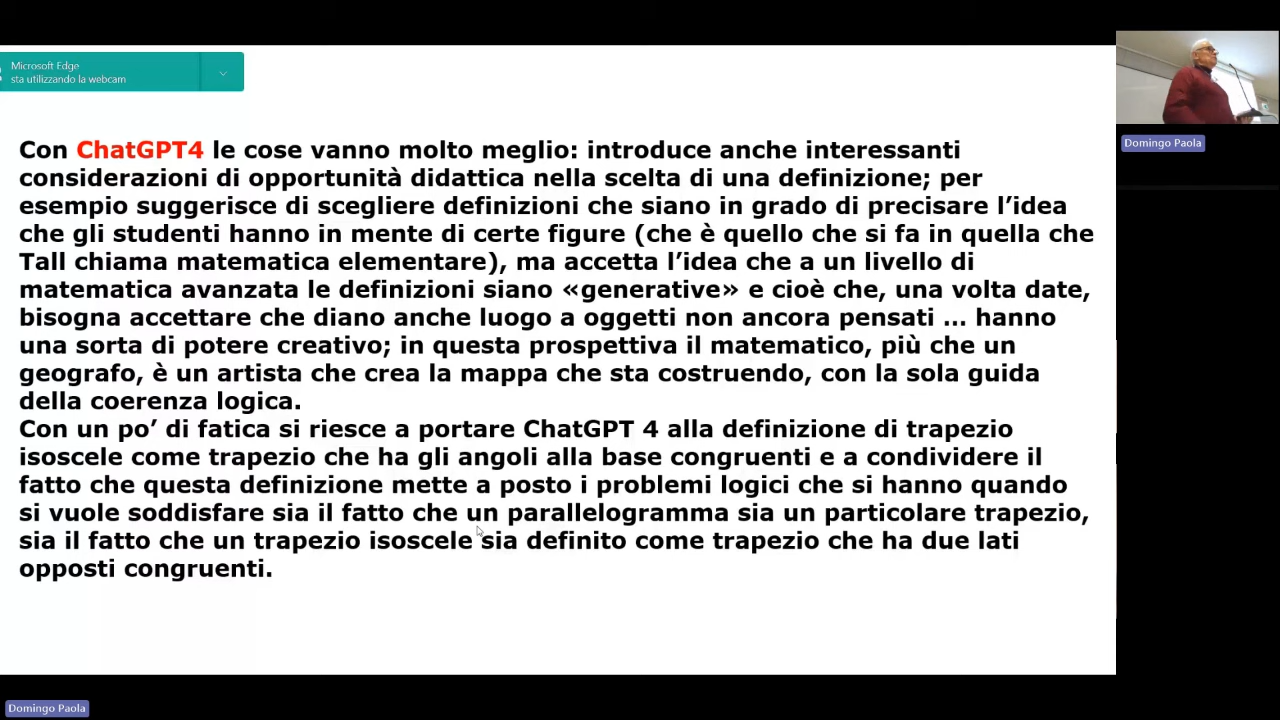 Microsoft Edge
sta utilizzando la webcam
Con ChatGPT4 le cose vanno molto meglio: introduce anche interessanti
considerazioni di opportunità didattica nella scelta di una definizione; per
esempio suggerisce di scegliere definizioni che siano in grado di precisare l’idea
che gli studenti hanno in mente di certe figure (che è quello che si fa in quella che
Tall chiama matematica elementare), ma accetta l’idea che a un livello di
matematica avanzata le definizioni siano «generative» e cioè che, una volta date,
bisogna accettare che diano anche luogo a oggetti non ancora pensati … hanno
una sorta di potere creativo; in questa prospettiva il matematico, più che un
geografo, è un artista che crea la mappa che sta costruendo, con la sola guida
della coerenza logica.
Con un po’ di fatica si riesce a portare ChatGPT 4 alla definizione di trapezio
isoscele come trapezio che ha gli angoli alla base congruenti e a condividere il
fatto che questa definizione mette a posto i problemi logici che si hanno quando
si vuole soddisfare sia il fatto che un parallelogramma sia un particolare trapezio,
sia il fatto che un trapezio isoscele sia definito come trapezio che ha due lati
opposti congruenti.
Domingo Paola
Domingo Paola